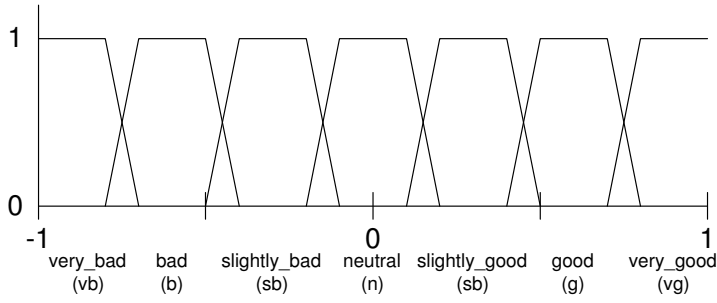 1
0
-1 0 1
very_bad bad slightly_bad neutral slightly_good good very_good
(vb) (b) (sb) (n) (sb) (g) (vg)